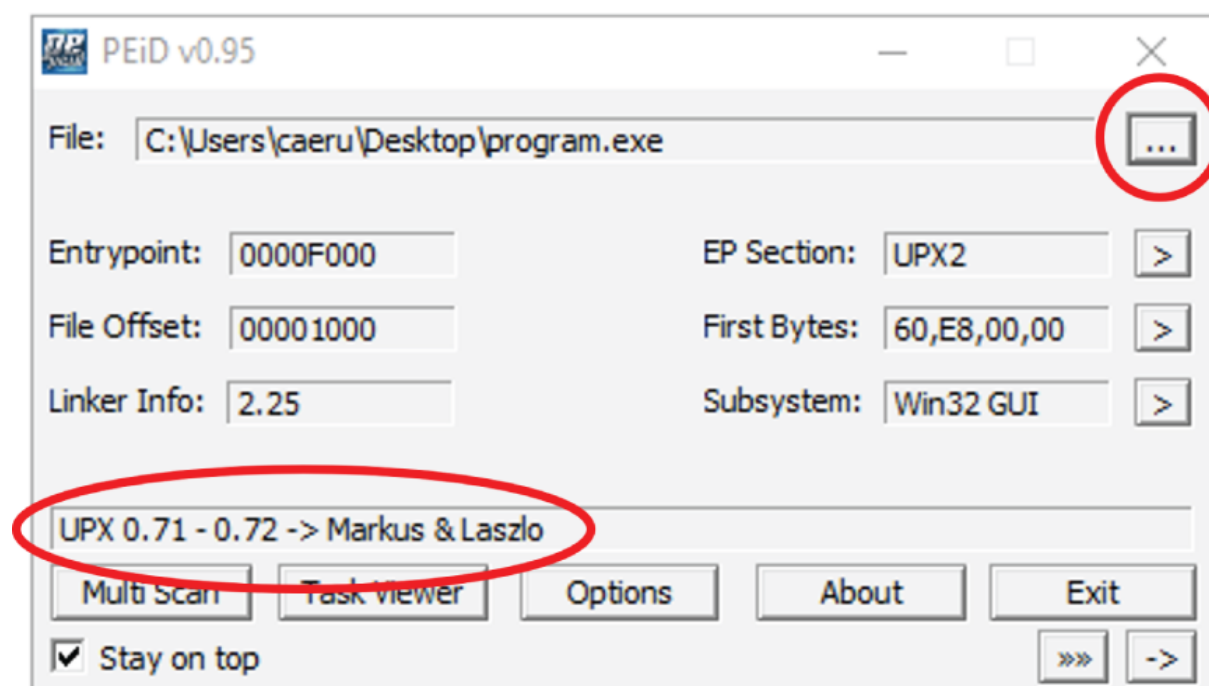 PEiD v0.95
File: C:\Users\caeru\Desktop\program.exe ...
Entrypoint: 0000F000 EP Section: UPX2 >
File Offset: 00001000 First Bytes: 60,E8,00,00 >
Linker Info: 2.25 Subsystem: Win32 GUI >
UPX 0.71 - 0.72 -> Markus & Laszlo
Multi Scan Task Viewer Options About Exit
Stay on top »» ->